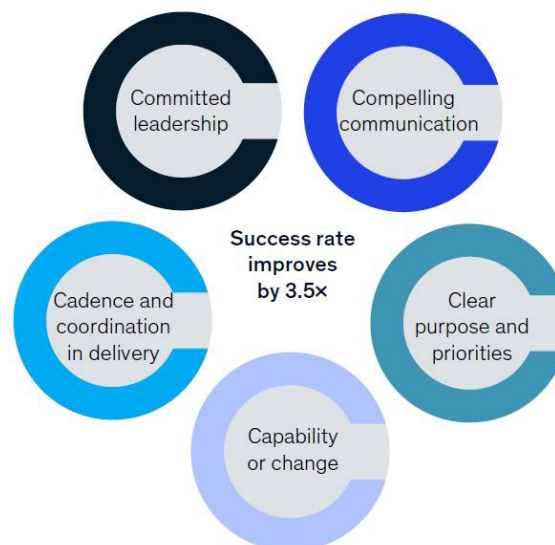 Committed
leadership
Compelling
communication
Success rate
improves
by 3.5×
Cadence and
coordination
in delivery
Clear
purpose and
priorities
Capability
or change